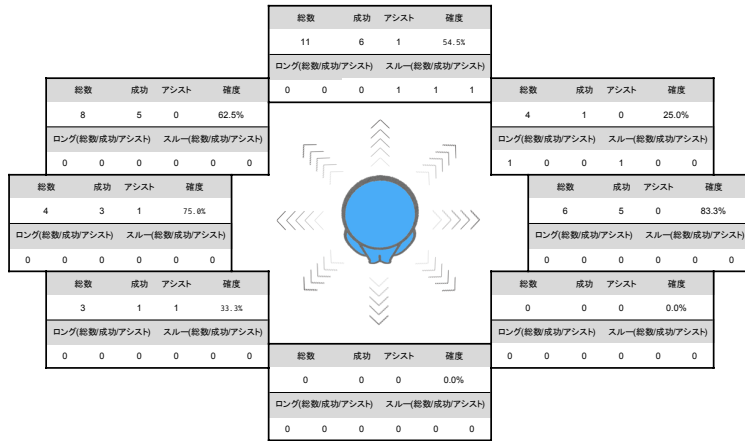 総数 成功 アシスト 確度
11 6 1 54.5%
ロング(総数/成功/アシスト) スルー(総数/成功/アシスト)
0 0 0 1 1 1
総数 成功 アシスト 確度
8 5 0 62.5%
ロング(総数/成功/アシスト) スルー(総数/成功/アシスト)
0 0 0 0 0 0
総数 成功 アシスト 確度
4 1 0 25.0%
ロング(総数/成功/アシスト) スルー(総数/成功/アシスト)
1 0 0 1 0 0
総数 成功 アシスト 確度
4 3 1 75.0%
ロング(総数/成功/アシスト) スルー(総数/成功/アシスト)
0 0 0 0 0 0
総数 成功 アシスト 確度
6 5 0 83.3%
ロング(総数/成功/アシスト) スルー(総数/成功/アシスト)
0 0 0 0 0 0
総数 成功 アシスト 確度
3 1 1 33.3%
ロング(総数/成功/アシスト) スルー(総数/成功/アシスト)
0 0 0 0 0 0
総数 成功 アシスト 確度
0 0 0 0.0%
ロング(総数/成功/アシスト) スルー(総数/成功/アシスト)
0 0 0 0 0 0
総数 成功 アシスト 確度
0 0 0 0.0%
ロング(総数/成功/アシスト) スルー(総数/成功/アシスト)
0 0 0 0 0 0